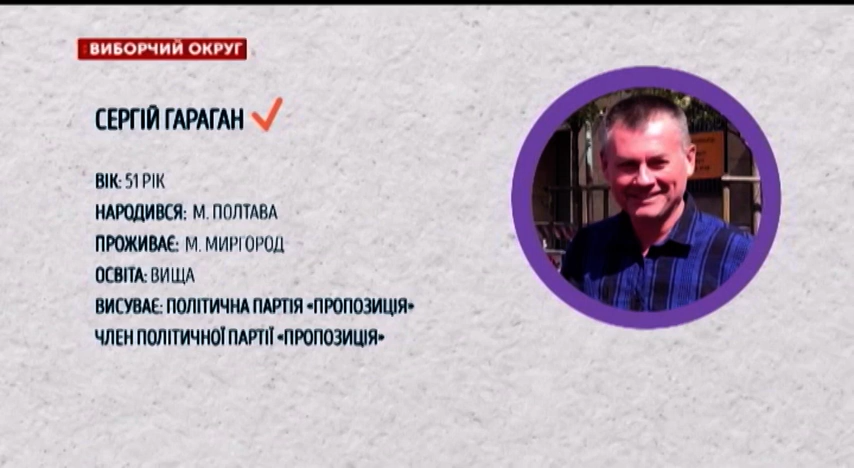 ВИБОРЧИЙ ОКРУГ
СЕРГІЙ ГАРАГАН
ВІК: 51 РІК
НАРОДИВСЯ: М. ПОЛТАВА
ПРОЖИВАЄ: М. МИРГОРОД
ОСВІТА: ВИЩА
ВИСУВАЄ: ПОЛІТИЧНА ПАРТІЯ «ПРОПОЗИЦІЯ»
ЧЛЕН ПОЛІТИЧНОЇ ПАРТІЇ «ПРОПОЗИЦІЯ»